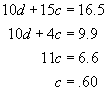 10d + 15c = 16.5
10d + 4c = 9.9
11c = 6.6
c = .60